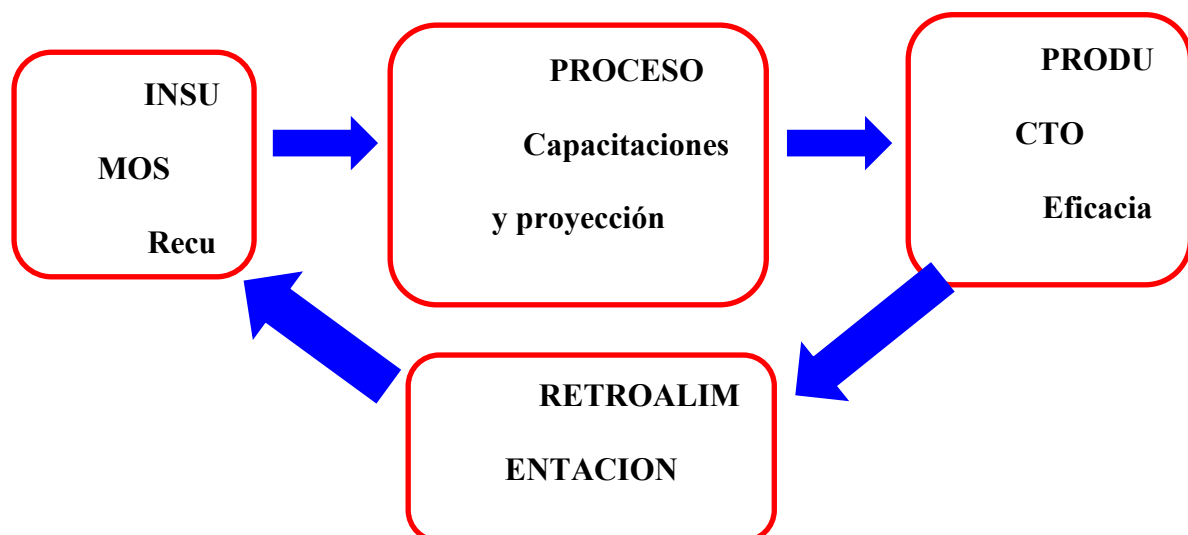 INSU
MOS
Recu
PROCESO
Capacitaciones
y proyección
PRODU
CTO
Eficacia
RETROALIM
ENTACION